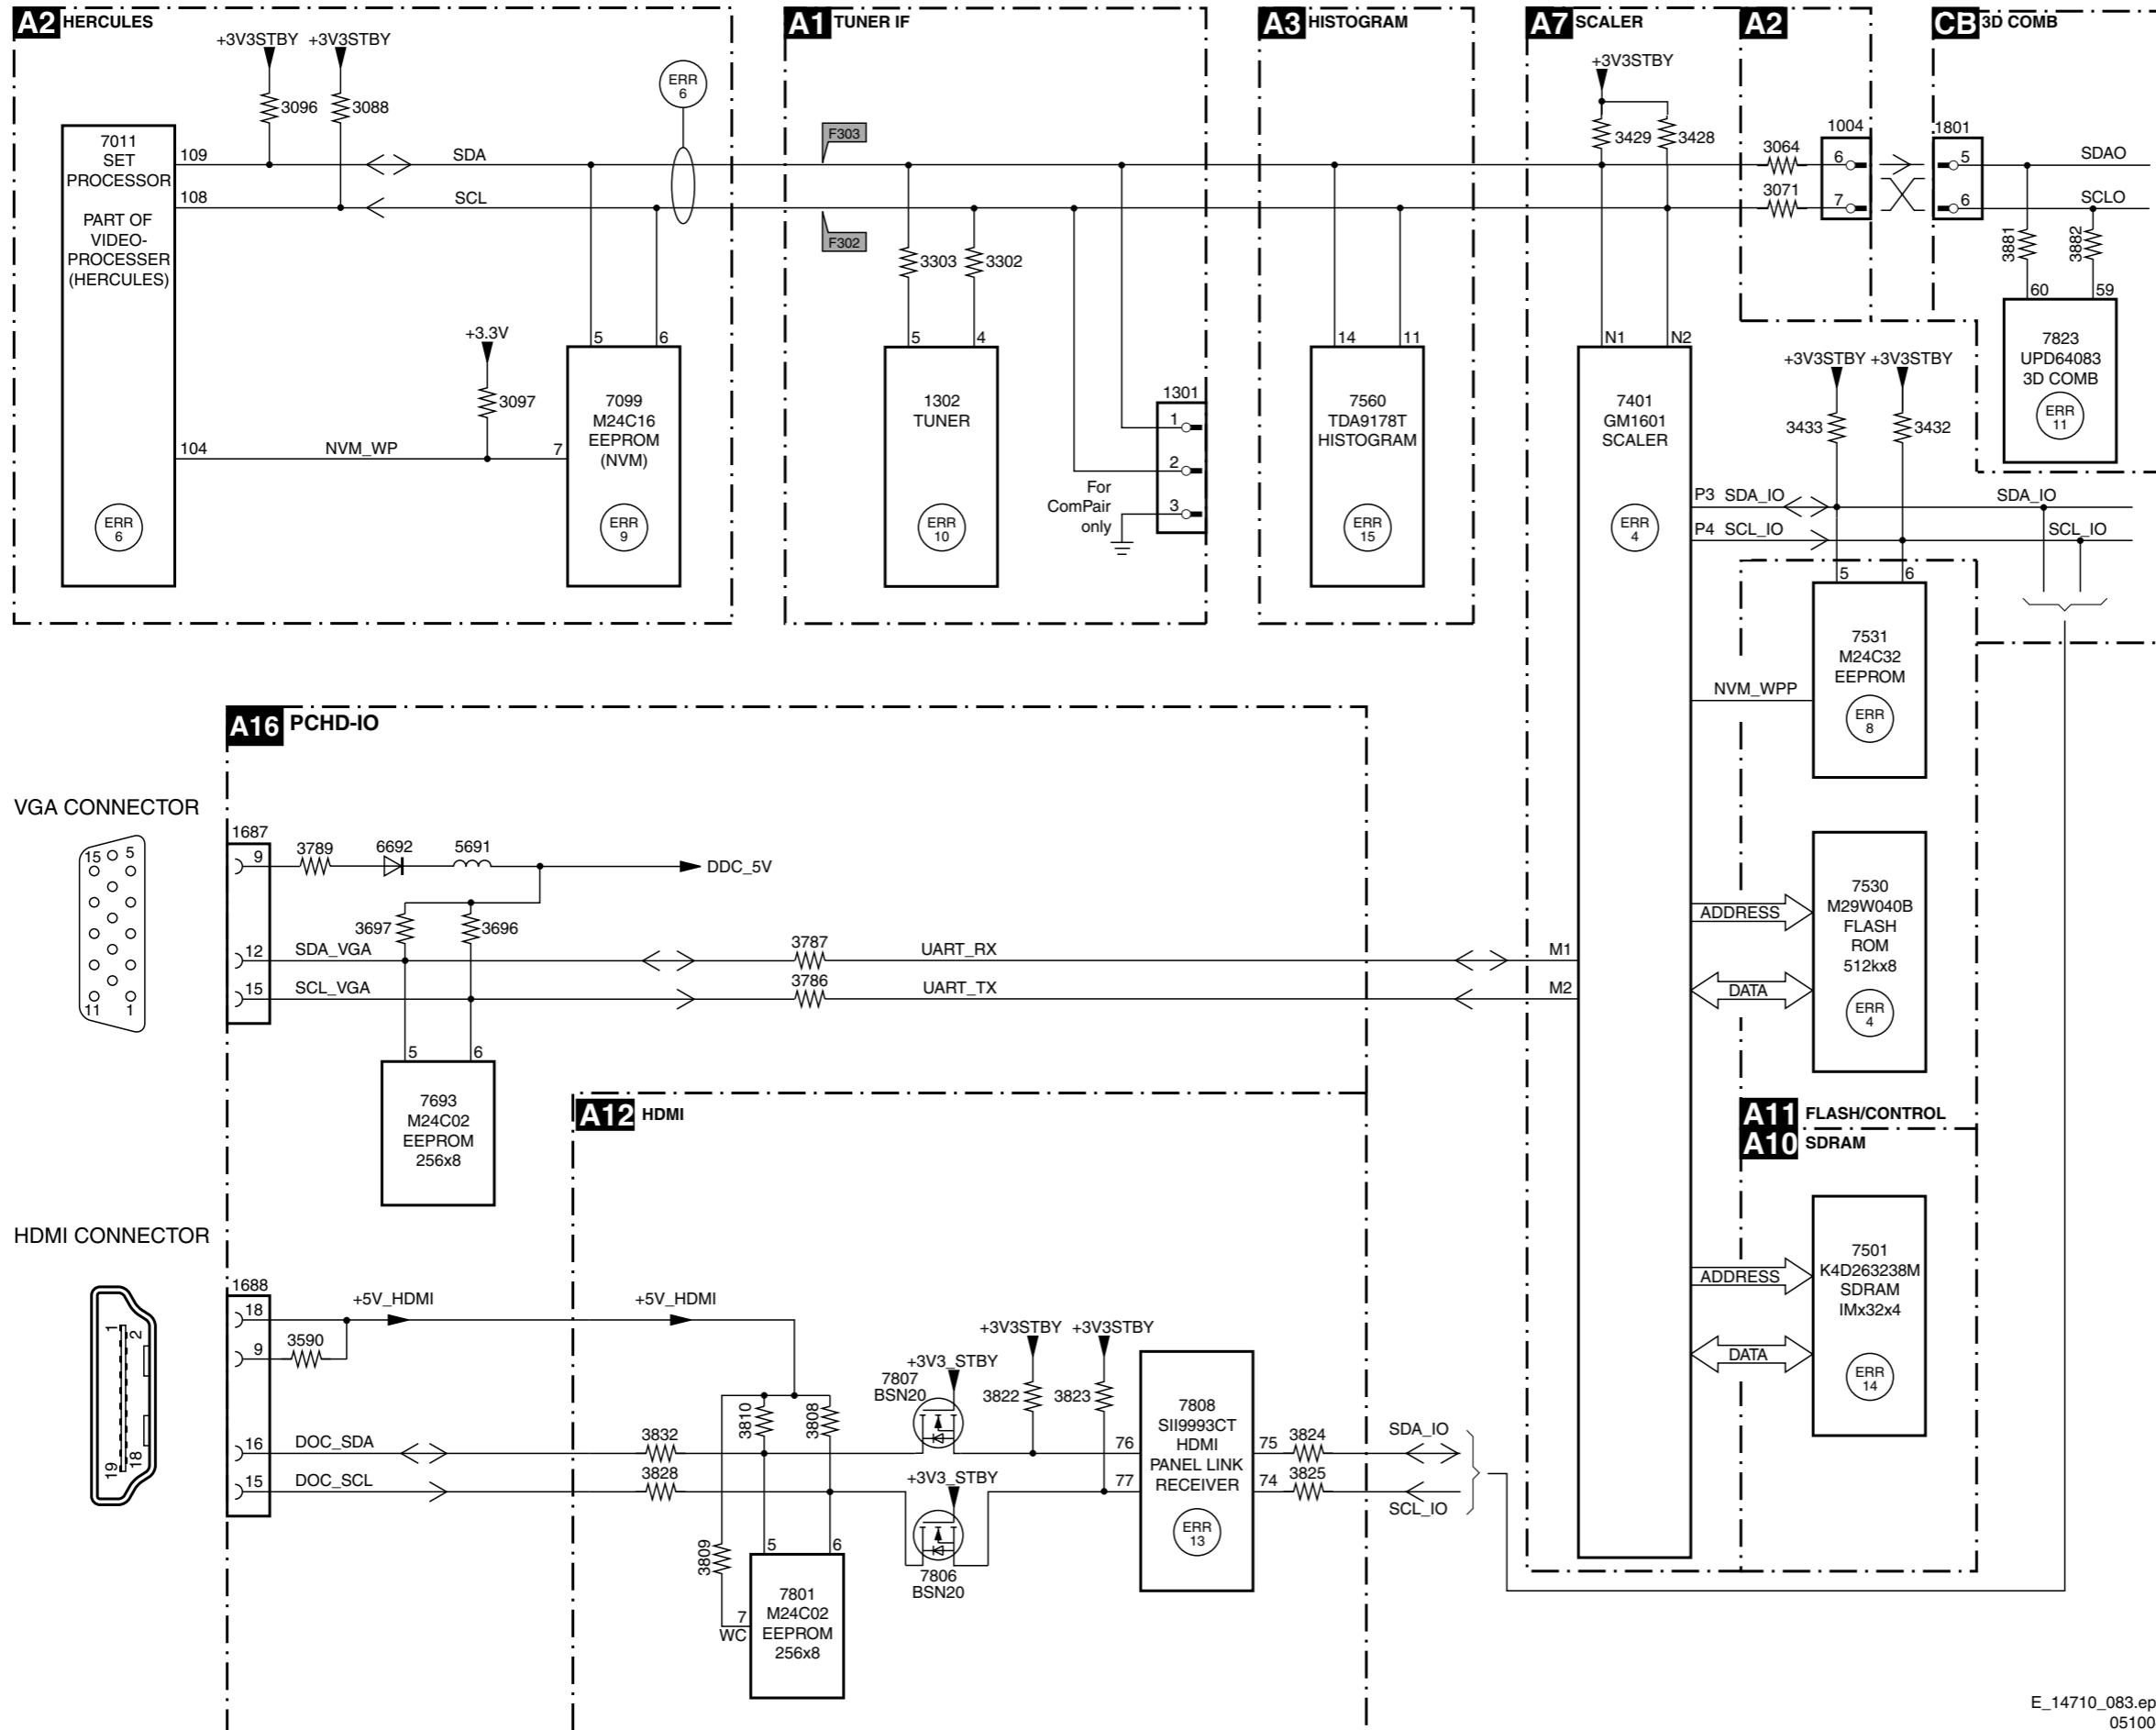 A2 HERCULES
+3V3STBY +3V3STBY
3096
3088
ERR
6
7011
SET
PROCESSOR
PART OF
VIDEO-
PROCESSER
(HERCULES)
109
SDA
108
SCL
+3.3V
3097
104
NVM_WP
7
5
6
7099
M24C16
EEPROM
(NVM)
ERR
6
ERR
9
A1 TUNER IF
F303
F302
3303
3302
5
4
1302
TUNER
ERR
10
1301
1
2
3
For
ComPair
only
A3 HISTOGRAM
14
11
7560
TDA9178T
HISTOGRAM
ERR
15
A7 SCALER
+3V3STBY
3429
3428
N1
N2
7401
GM1601
SCALER
ERR
4
A2
3064
3071
1004
6
7
CB 3D COMB
1801
5
6
SDAO
SCLO
3881
3882
60
59
7823
UPD64083
3D COMB
ERR
11
+3V3STBY +3V3STBY
3433
3432
P3 SDA_IO
SDA_IO
P4 SCL_IO
SCL_IO
5
6
7531
M24C32
EEPROM
ERR
8
NVM_WPP
7530
M29W040B
FLASH
ROM
512kx8
ERR
4
ADDRESS
DATA
A11 FLASH/CONTROL
A10 SDRAM
7501
K4D263238M
SDRAM
IMx32x4
ERR
14
ADDRESS
DATA
A16 PCHD-IO
VGA CONNECTOR
15
5
11
1
1687
9
3789
6692
5691
DDC_5V
3697
3696
12
SDA_VGA
3787
UART_RX
M1
15
SCL_VGA
3786
UART_TX
M2
5
6
7693
M24C02
EEPROM
256x8
A12 HDMI
HDMI CONNECTOR
1
2
19
18
1688
18
+5V_HDMI
+5V_HDMI
9
3590
16
DOC_SDA
3832
15
DOC_SCL
3828
3810
3808
3809
5
6
7
WC
7801
M24C02
EEPROM
256x8
7807
BSN20
+3V3_STBY
+3V3_STBY
7806
BSN20
+3V3STBY +3V3STBY
3822
3823
76
77
7808
SII9993CT
HDMI
PANEL LINK
RECEIVER
ERR
13
75
3824
74
3825
SDA_IO
SCL_IO
E_14710_083.ep
05100